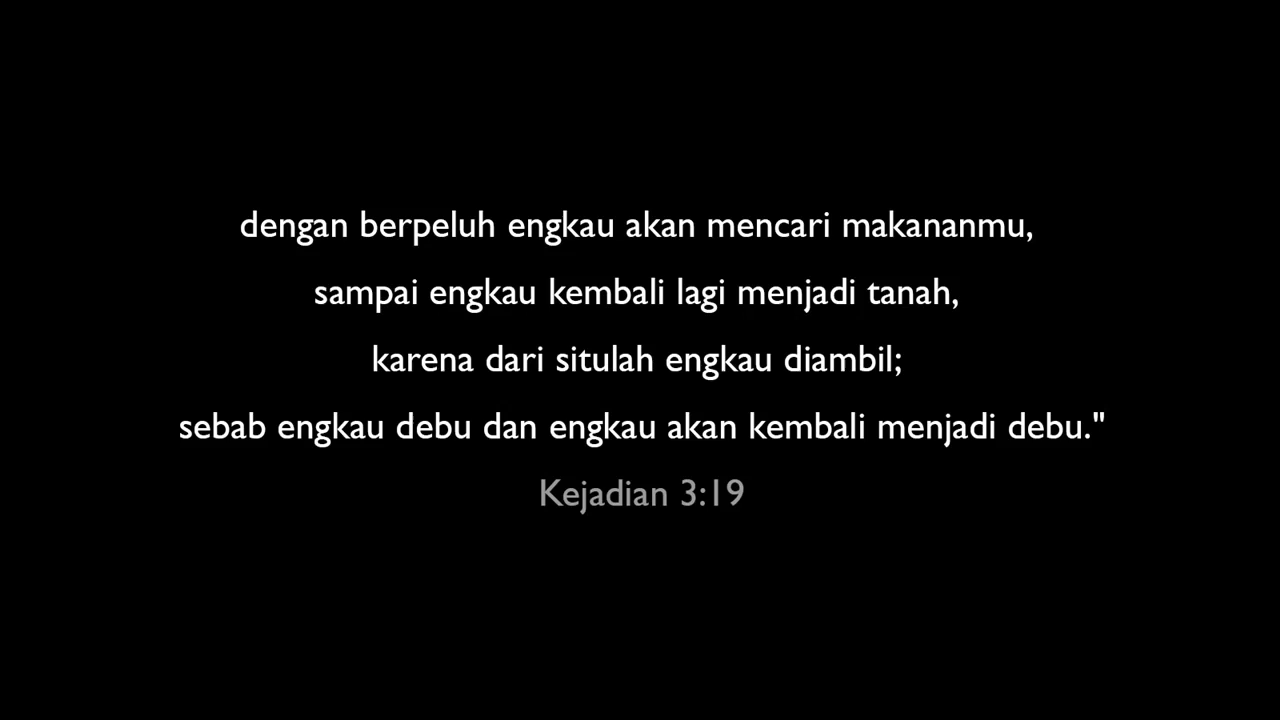 dengan berpeluh engkau akan mencari makananmu,
sampai engkau kembali lagi menjadi tanah,
karena dari situlah engkau diambil;
sebab engkau debu dan engkau akan kembali menjadi debu."
Kejadian 3:19